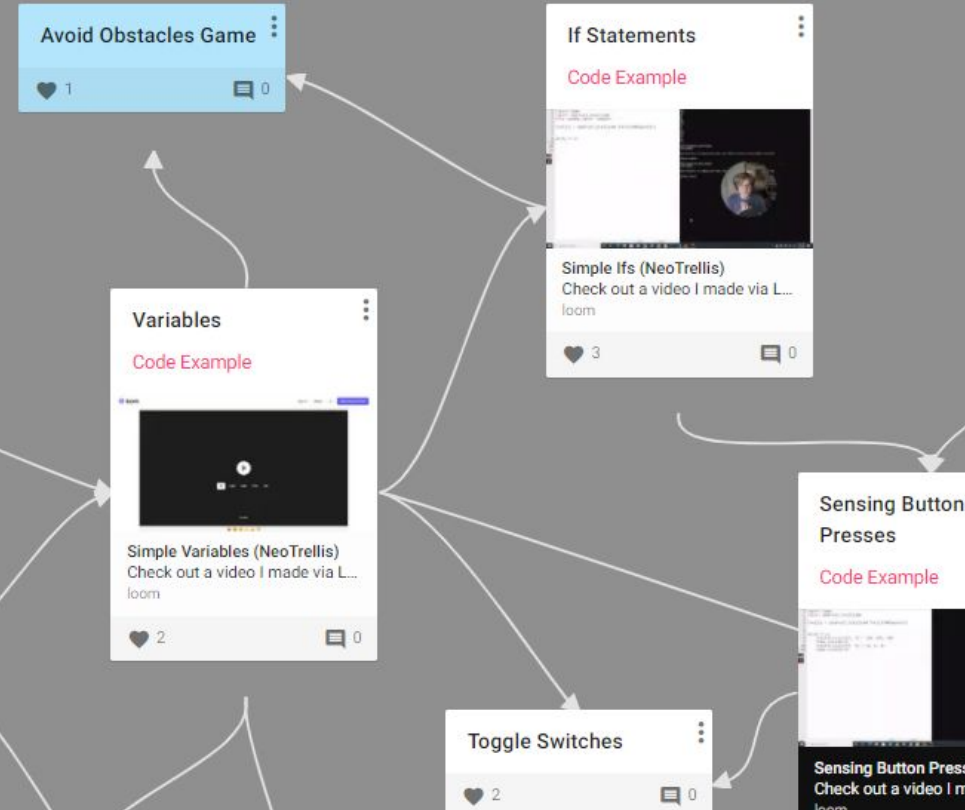 Avoid Obstacles Game
1
0
If Statements
Code Example
Simple Ifs (NeoTrellis)
Check out a video I made via L...
loom
3
0
Variables
Code Example
Simple Variables (NeoTrellis)
Check out a video I made via L...
loom
2
0
Sensing Button
Presses
Code Example
Sensing Button Press
Check out a video I m
loom
Toggle Switches
2
0